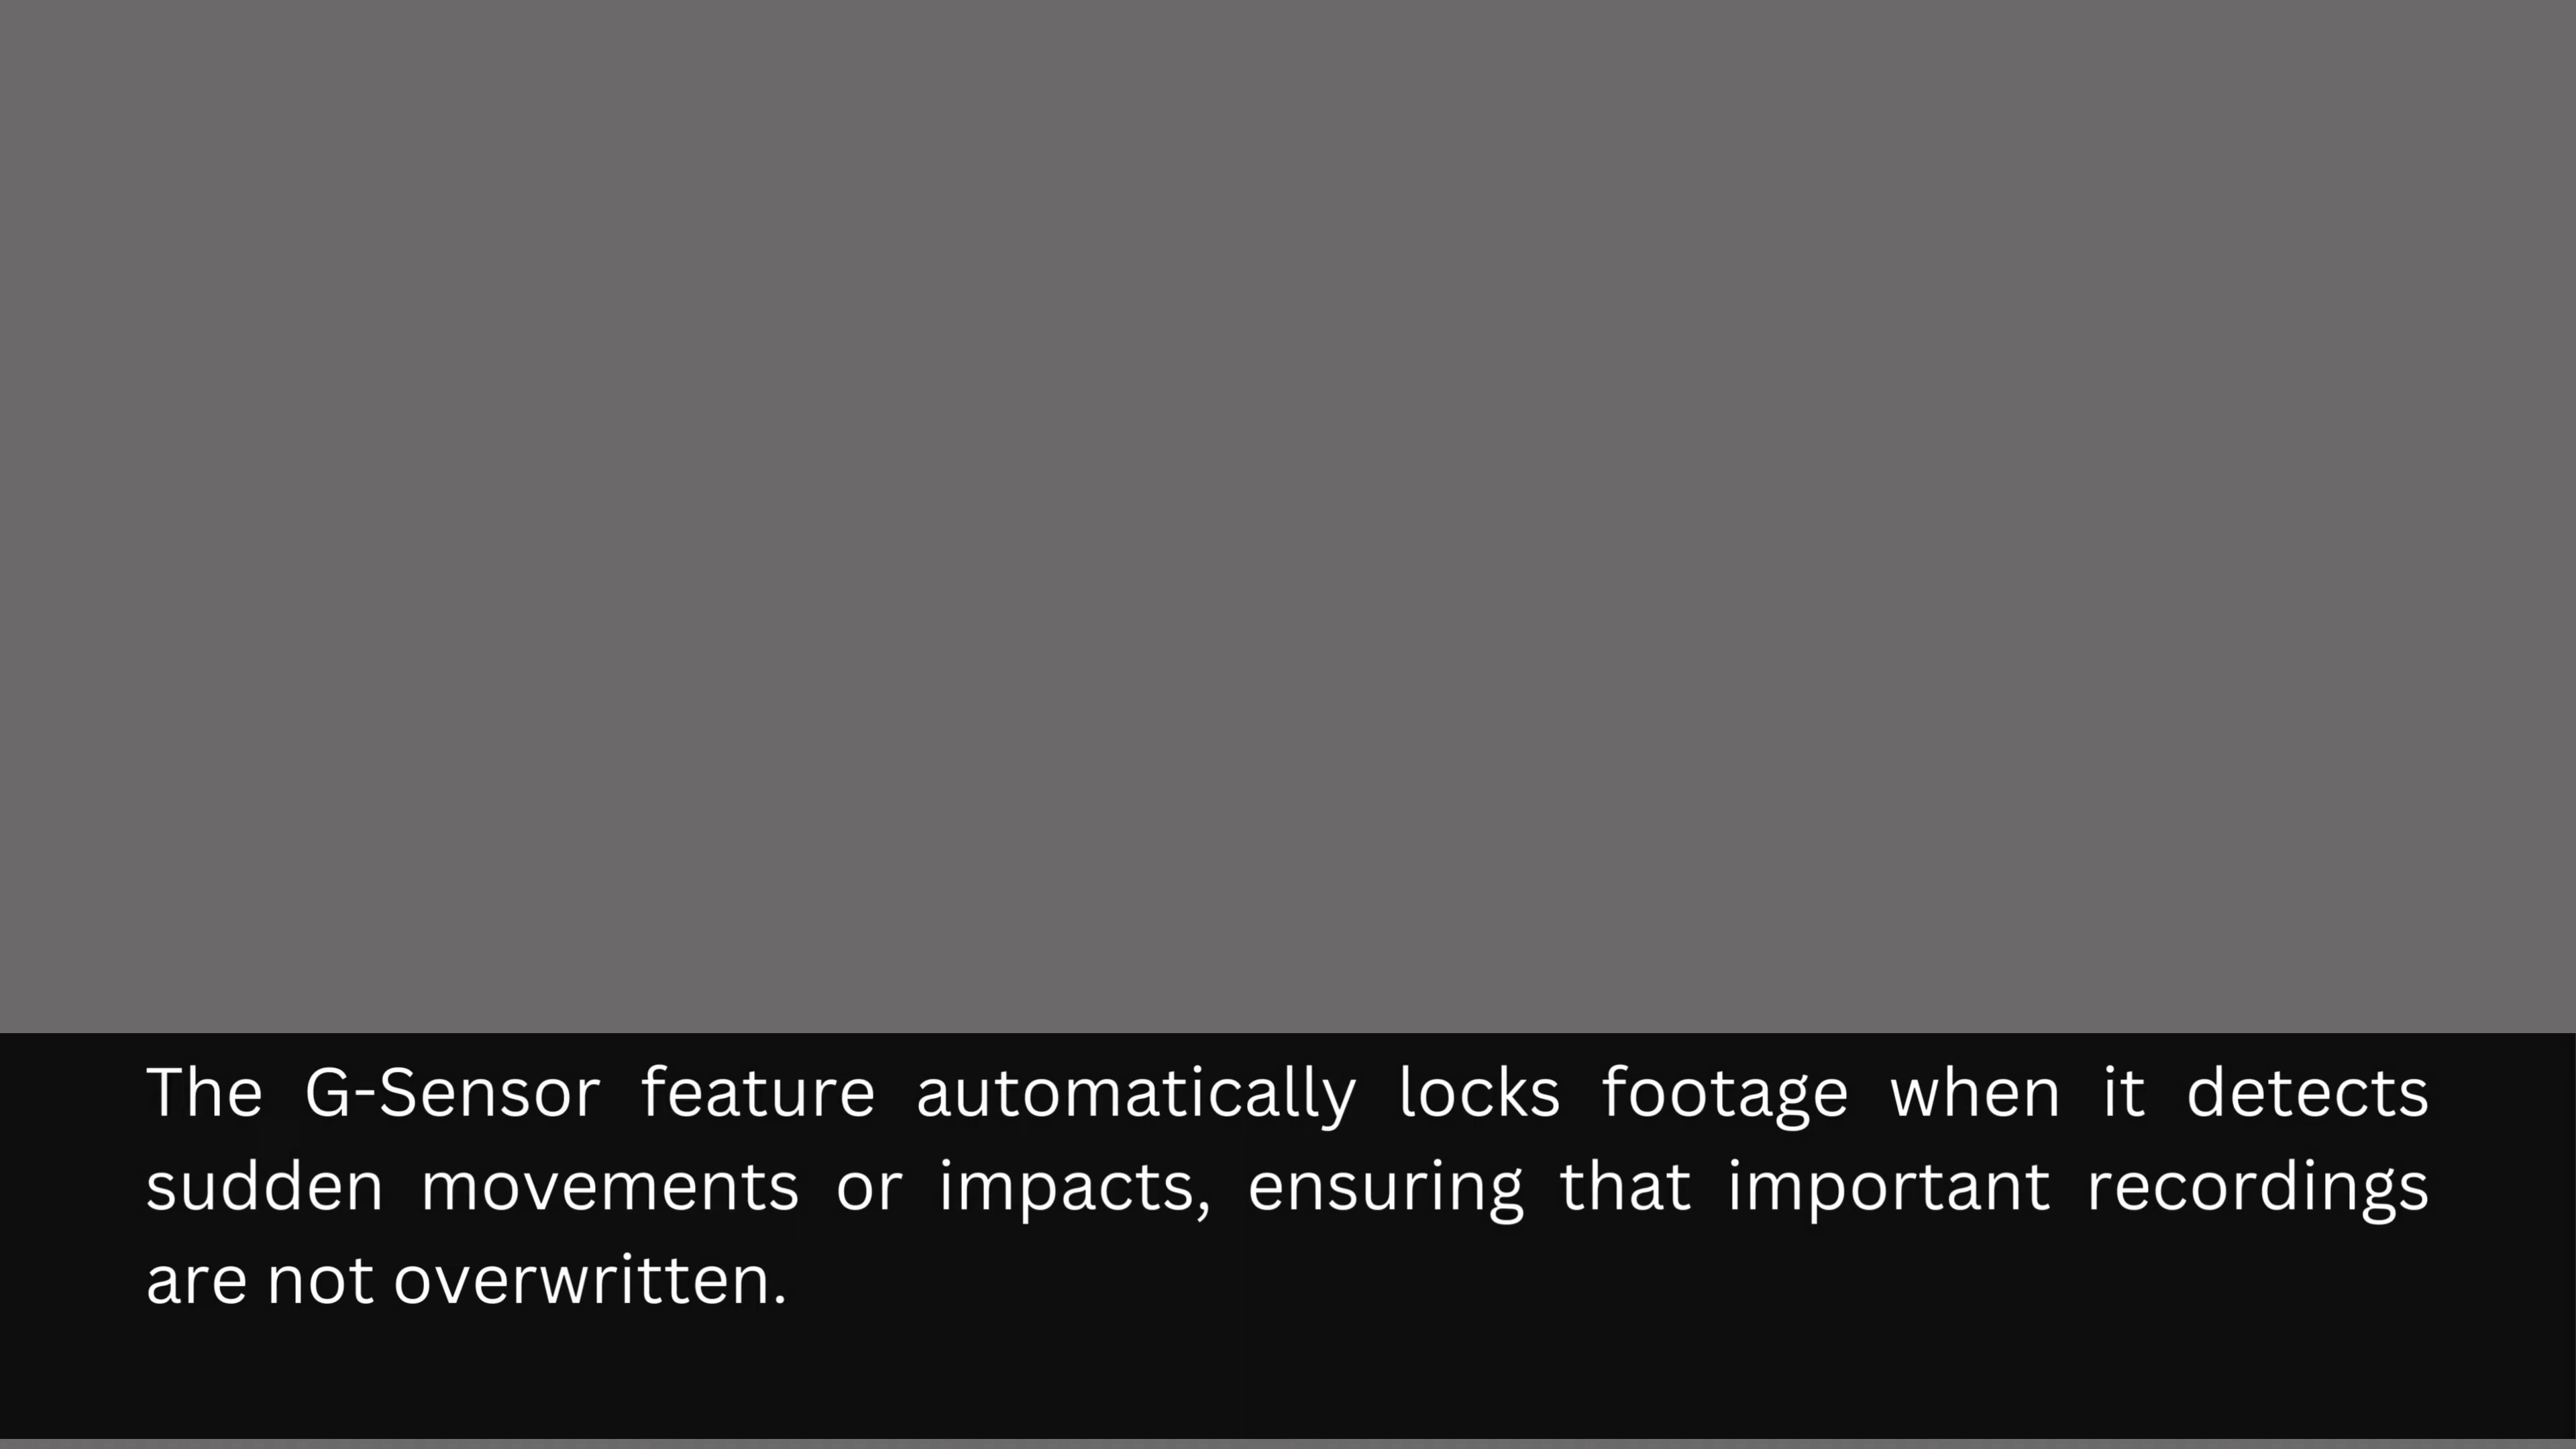 The G-Sensor feature automatically locks footage when it detects
sudden movements or impacts, ensuring that important recordings
are not overwritten.